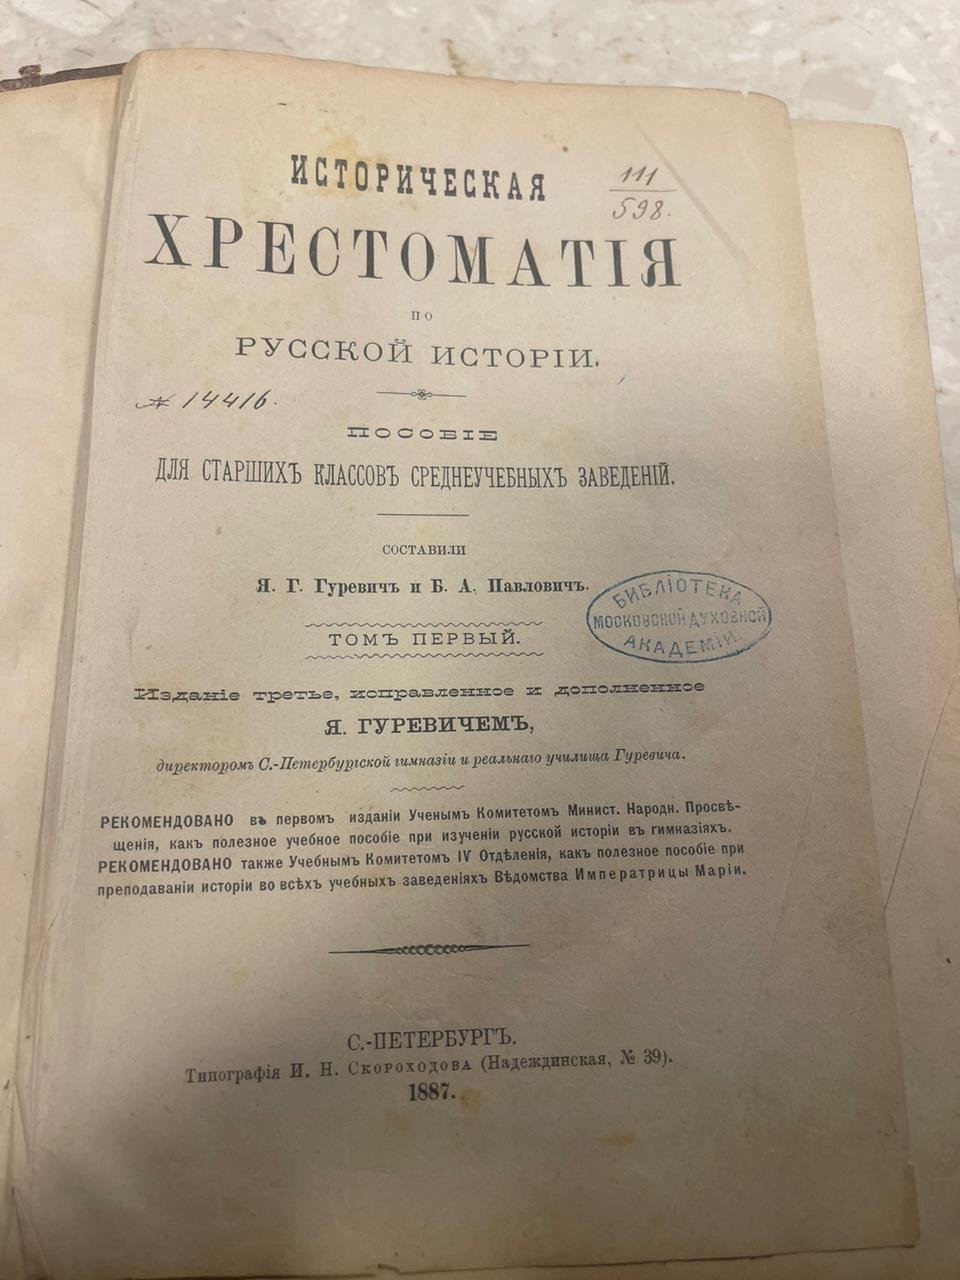 ИСТОРИЧЕСКАЯ
111
598.
ХРЕСТОМАТІЯ
ПО
РУССКОЙ ИСТОРІИ.
№ 14416.
ПОСОБІЕ
ДЛЯ СТАРШИХЪ КЛАССОВЪ СРЕДНЕУЧЕБНЫХЪ ЗАВЕДЕНІЙ.
СОСТАВИЛИ
Я. Г. Гуревичъ и Б. А. Павловичъ.
БИБЛІОТЕКА
МОСКОВСКОЙ ДУХОВНОЙ
АКАДЕМІИ.
ТОМЪ ПЕРВЫЙ.
Изданіе третье, исправленное и дополненное
Я. ГУРЕВИЧЕМЪ,
директоромъ С.-Петербургской гимназіи и реальнаго училища Гуревича.
РЕКОМЕНДОВАНО въ первомъ изданіи Ученымъ Комитетомъ Минист. Народн. Просвѣ-
щенія, какъ полезное учебное пособіе при изученіи русской исторіи въ гимназіяхъ.
РЕКОМЕНДОВАНО также Учебнымъ Комитетомъ IV Отдѣленія, какъ полезное пособіе при
преподаваніи исторіи во всѣхъ учебныхъ заведеніяхъ Вѣдомства Императрицы Маріи.
С.-ПЕТЕРБУРГЪ.
Типографія И. Н. Скороходова (Надеждинская, № 39).
1887.